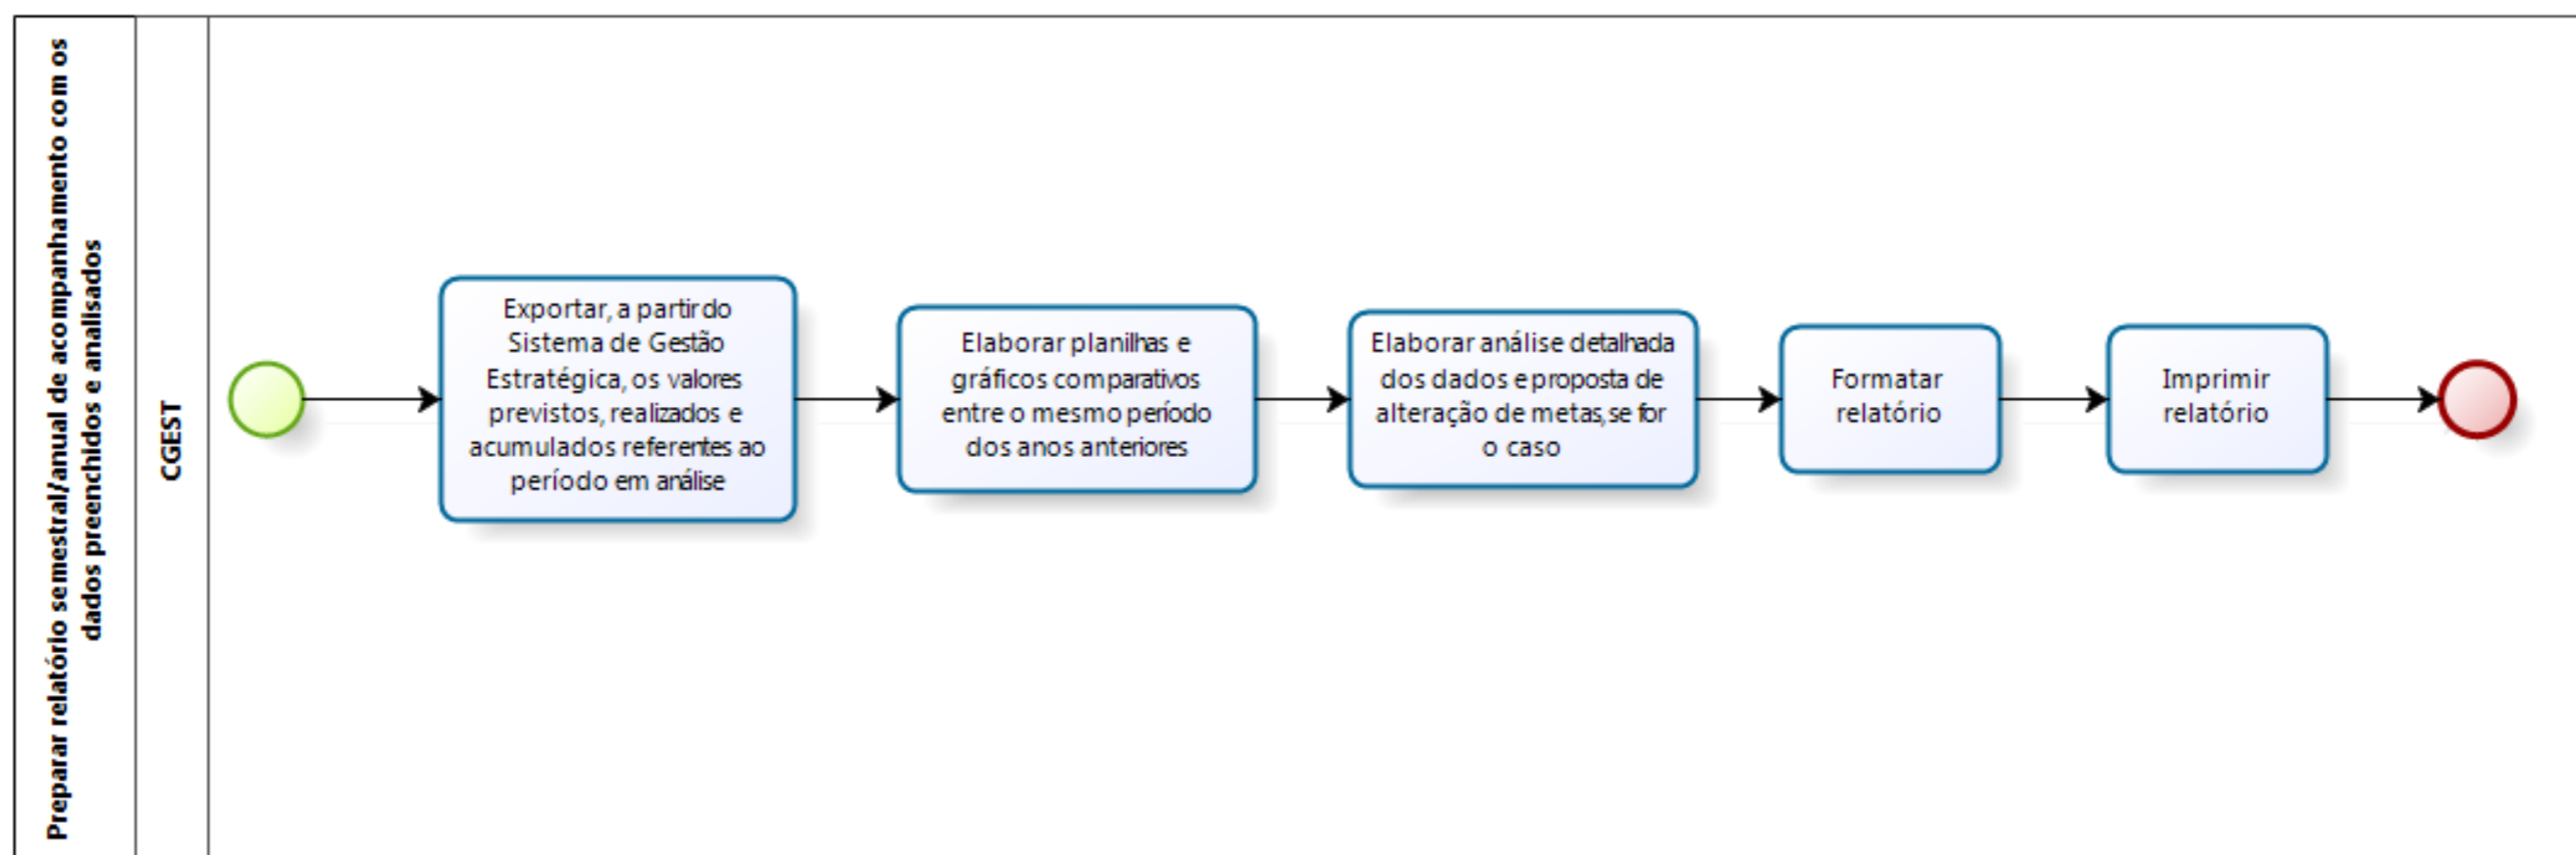 Preparar relatório semestral/anual de acompanhamento com os
dados preenchidos e analisados
CGEST
Exportar, a partir do
Sistema de Gestão
Estratégica, os valores
previstos, realizados e
acumulados referentes ao
período em análise
Elaborar planilhas e
gráficos comparativos
entre o mesmo período
dos anos anteriores
Elaborar análise detalhada
dos dados e proposta de
alteração de metas, se for
o caso
Formatar
relatório
Imprimir
relatório